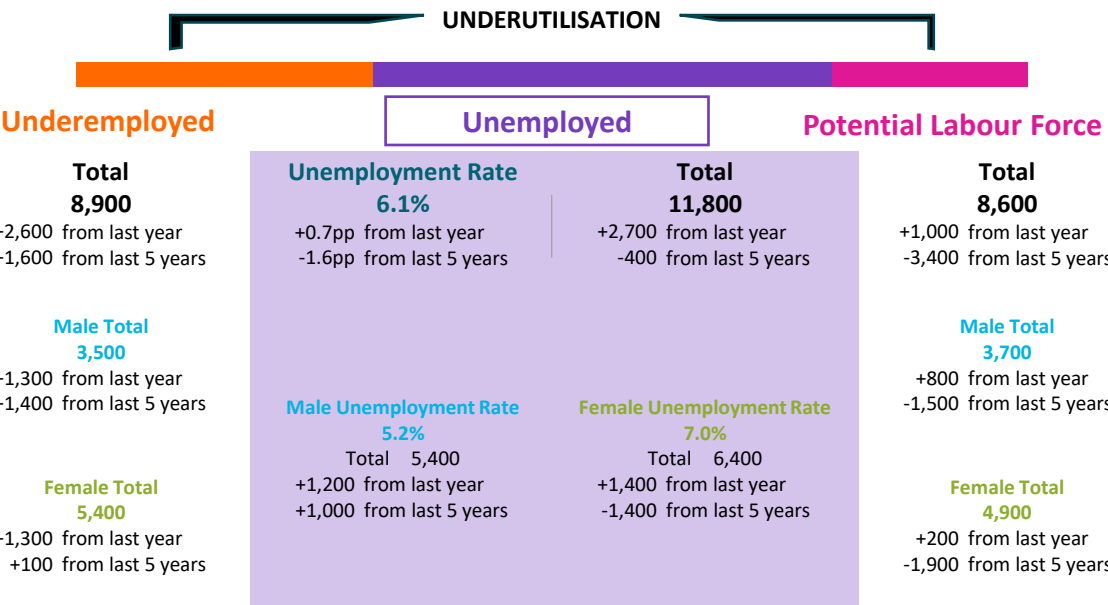 UNDERUTILISATION
Underemployed
Total
8,900
2,600 from last year
1,600 from last 5 years
Male Total
3,500
1,300 from last year
1,400 from last 5 years
Female Total
5,400
1,300 from last year
+100 from last 5 years
Unemployed
Unemployment Rate
6.1%
+0.7pp from last year
-1.6pp from last 5 years
Total
11,800
+2,700 from last year
-400 from last 5 years
Male Unemployment Rate
5.2%
Total 5,400
+1,200 from last year
+1,000 from last 5 years
Female Unemployment Rate
7.0%
Total 6,400
+1,400 from last year
-1,400 from last 5 years
Potential Labour Force
Total
8,600
+1,000 from last year
-3,400 from last 5 years
Male Total
3,700
+800 from last year
-1,500 from last 5 years
Female Total
4,900
+200 from last year
-1,900 from last 5 years